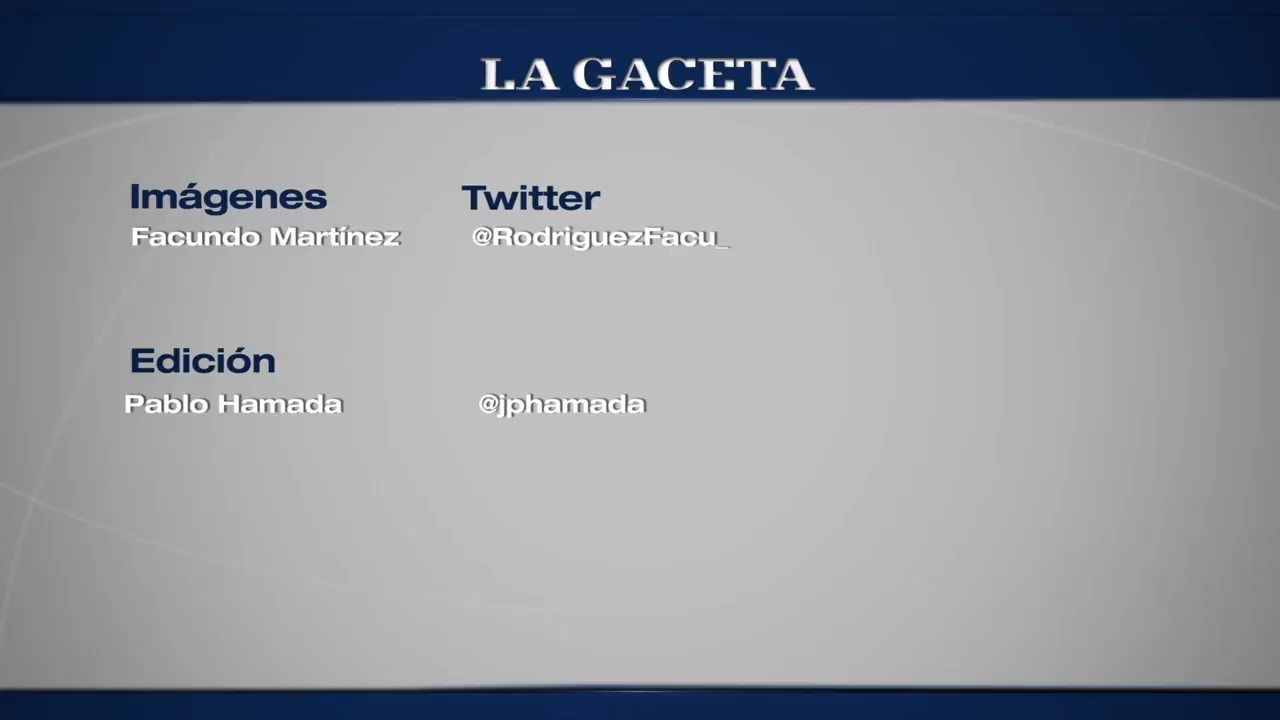 LA GACETA
Imágenes
Twitter
Facundo Martínez
@RodriguezFacu_
Edición
Pablo Hamada
@jphamada